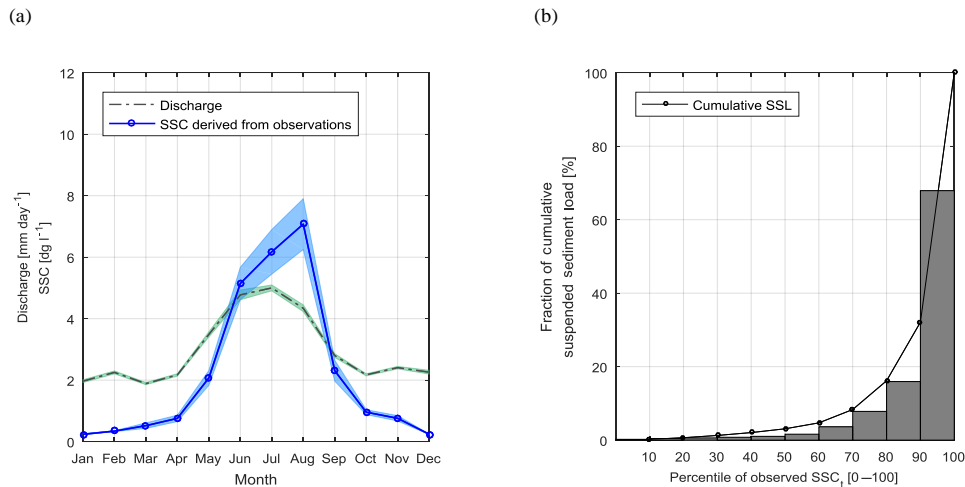 (a)
12
10
8
6
4
2
0
Discharge [mm day⁻¹]
SSC [dg l⁻¹]
Discharge
SSC derived from observations
Jan Feb Mar Apr May Jun Jul Aug Sep Oct Nov Dec
Month
(b)
100
80
60
40
20
0
Fraction of cumulative
suspended sediment load [%]
Cumulative SSL
10 20 30 40 50 60 70 80 90 100
Percentile of observed SSCₜ [0–100]